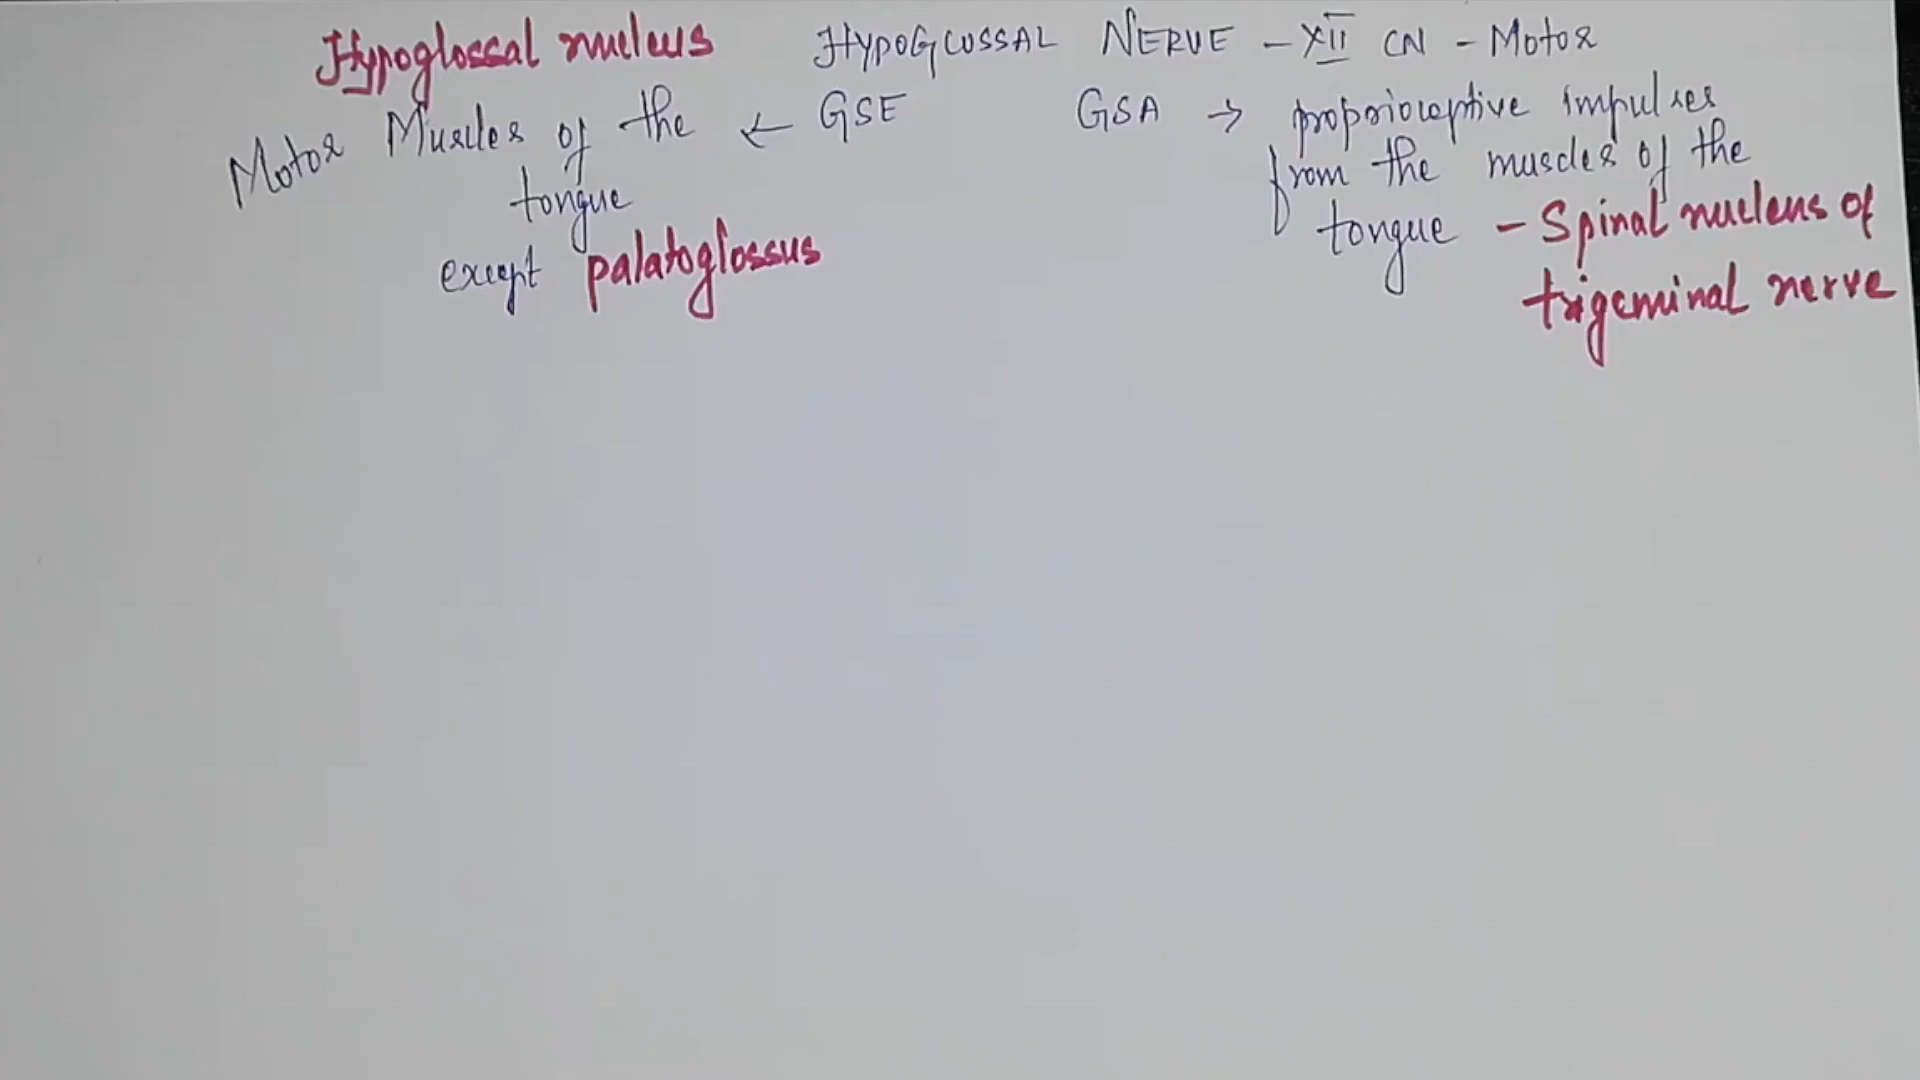 Hypoglossal nucleus
HYPOGLOSSAL NERVE - XII CN - Motor
Motor Muscles of the ← GSE
tongue
except palatoglossus
GSA → proprioceptive impulses
from the muscles of the
tongue - Spinal nucleus of
trigeminal nerve